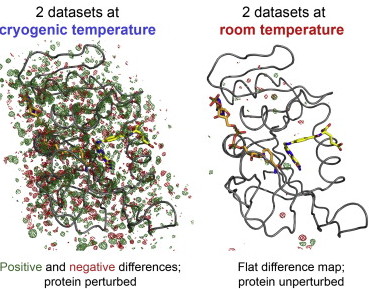 2 datasets at
cryogenic temperature
2 datasets at
room temperature
Positive and negative differences;
protein perturbed
Flat difference map;
protein unperturbed